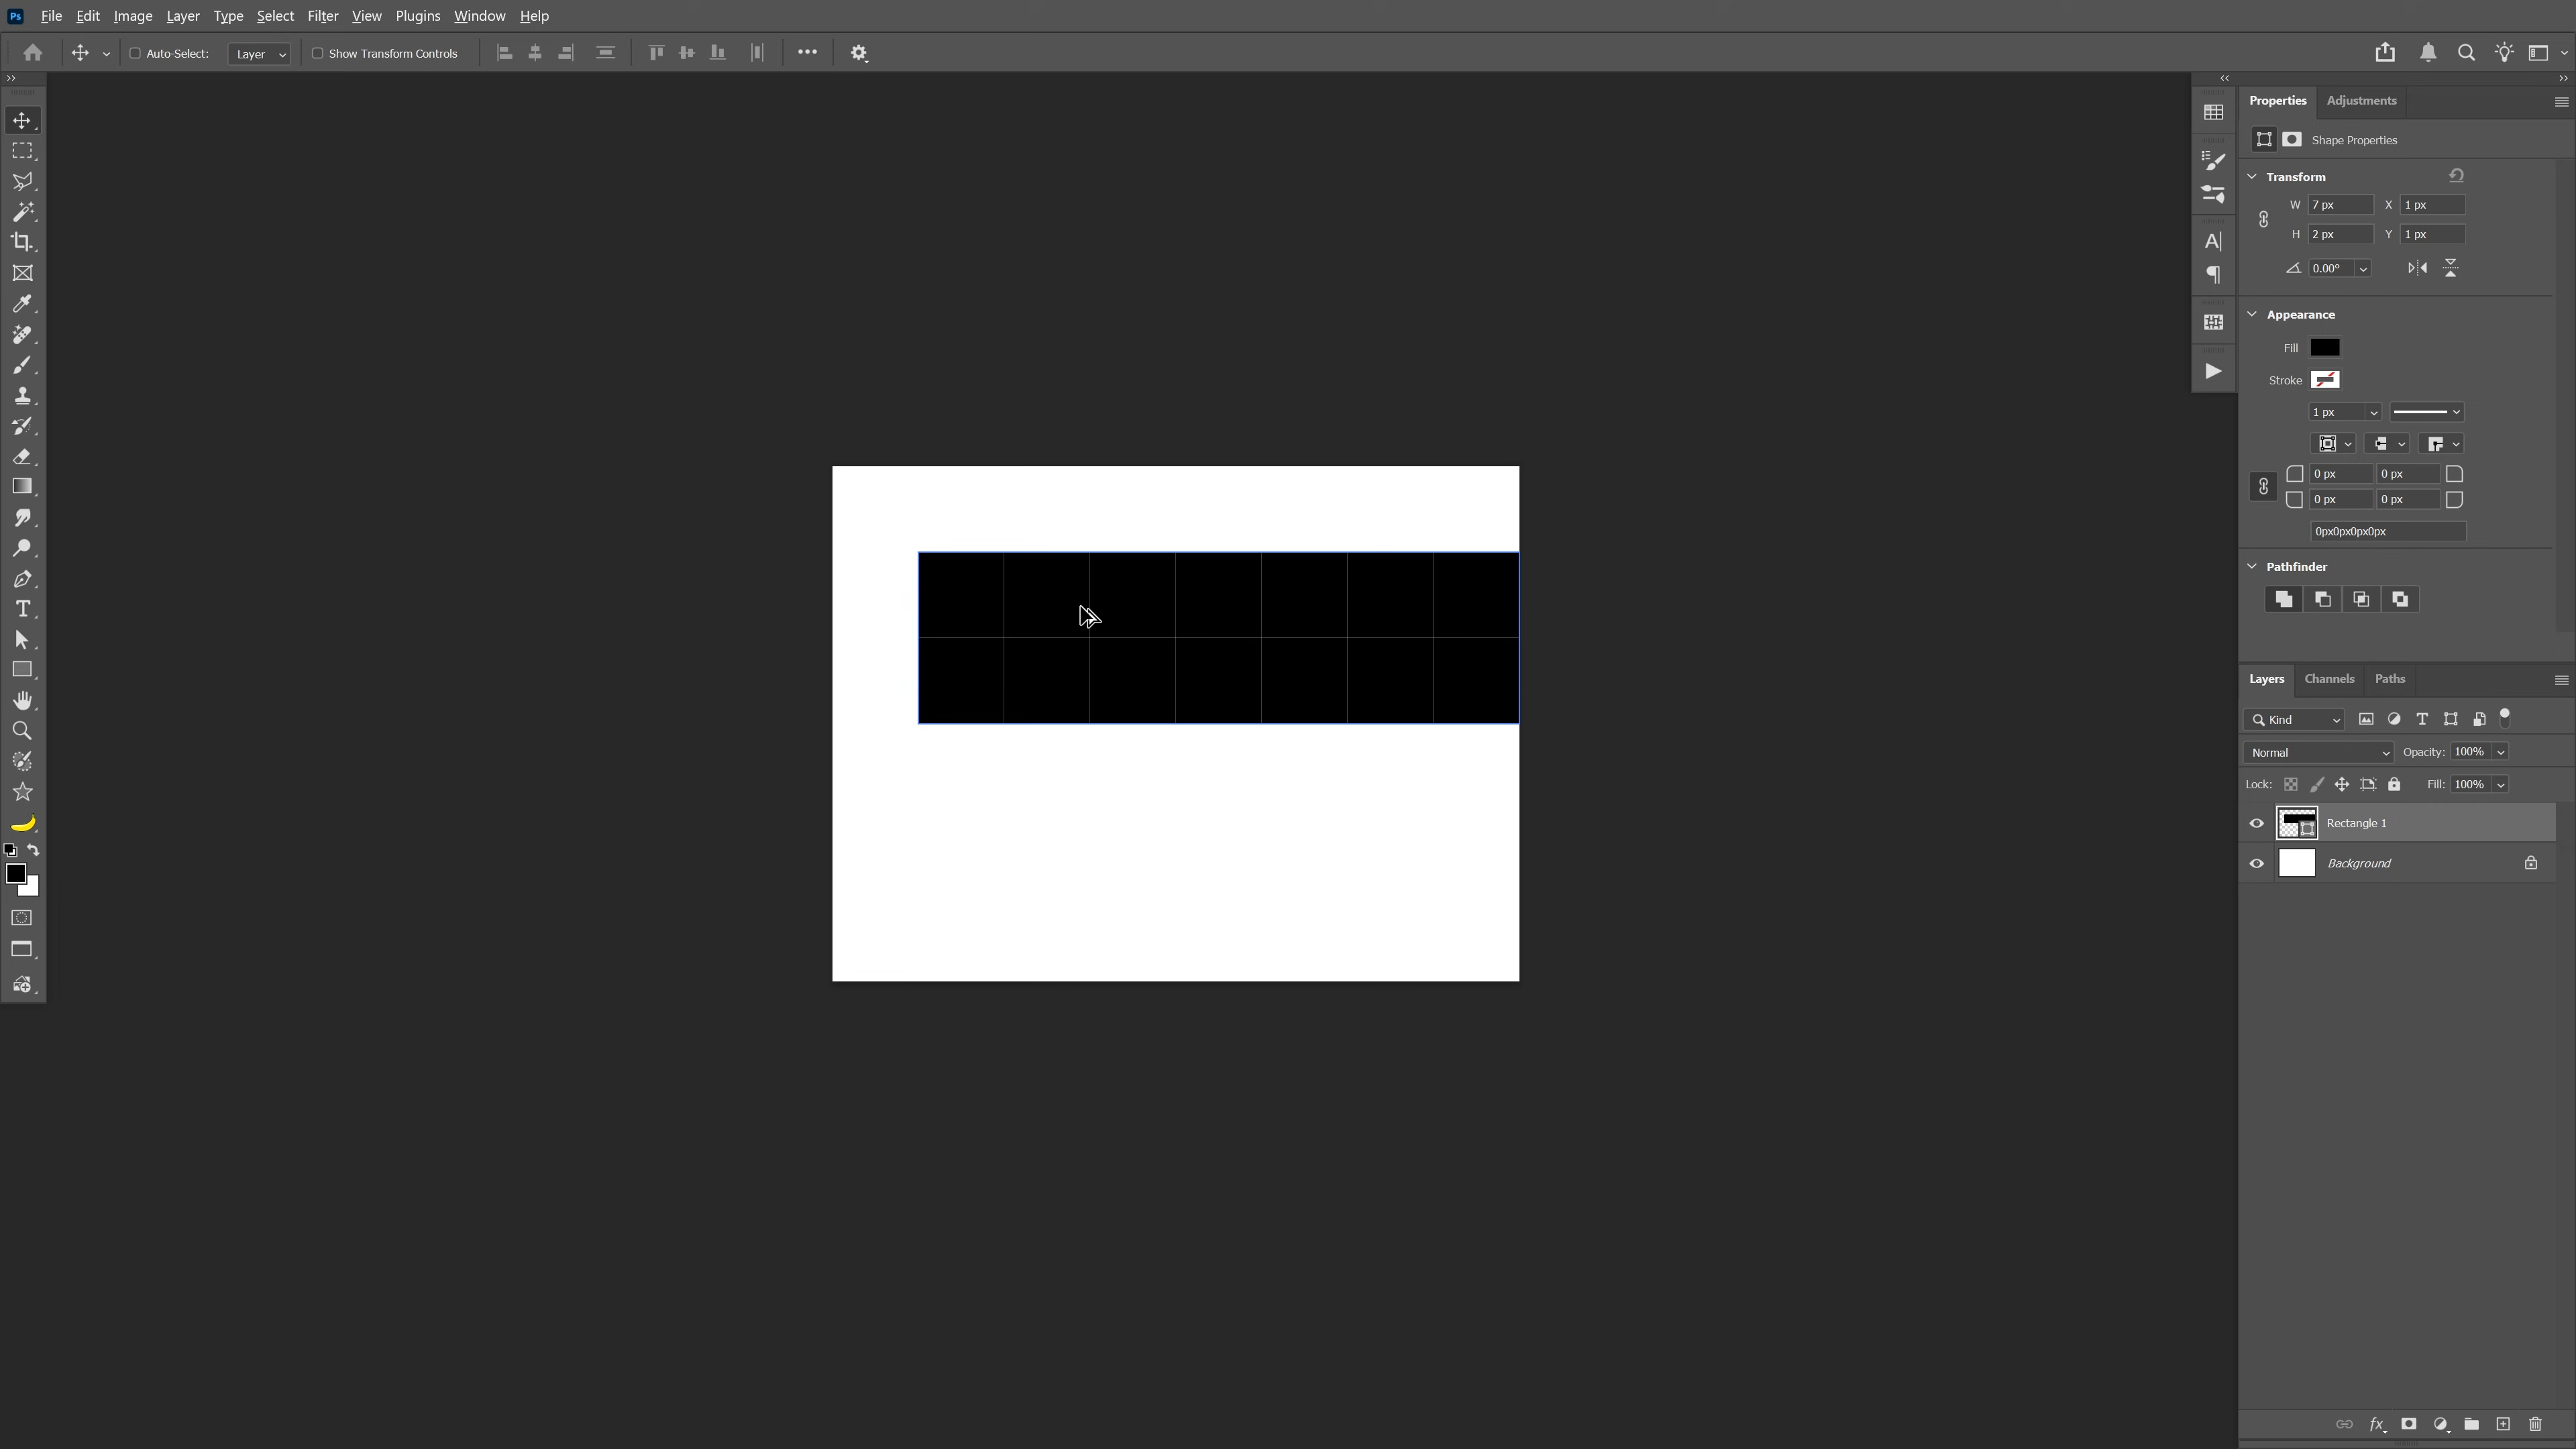 Ps File Edit Image Layer Type Select Filter View Plugins Window Help
Auto-Select: Layer Show Transform Controls
Properties Adjustments
Shape Properties
Transform
W 7 px X 1 px
H 2 px Y 1 px
0.00°
Appearance
Fill
Stroke
1 px
0 px 0 px
0 px 0 px
0px0px0px0px
Pathfinder
Layers Channels Paths
Kind
Normal Opacity: 100%
Lock: Fill: 100%
Rectangle 1
Background
fx